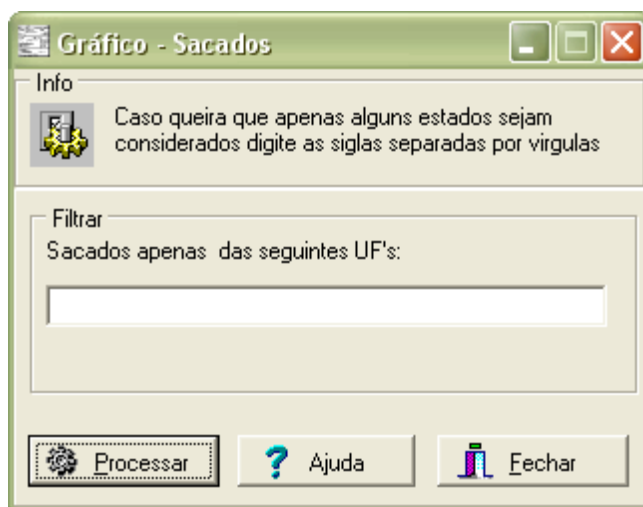 Gráfico - Sacados
Info
Caso queira que apenas alguns estados sejam
considerados digite as siglas separadas por virgulas
Filtrar
Sacados apenas  das seguintes UF's:
Processar
Ajuda
Fechar